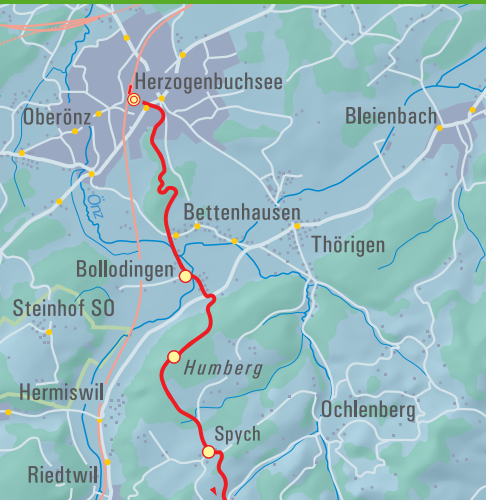 Herzogenbuchsee
Oberönz
Bleienbach
Önz
Bettenhausen
Thörigen
Bollodingen
Steinhof SO
Humberg
Hermiswil
Ochlenberg
Spych
Riedtwil